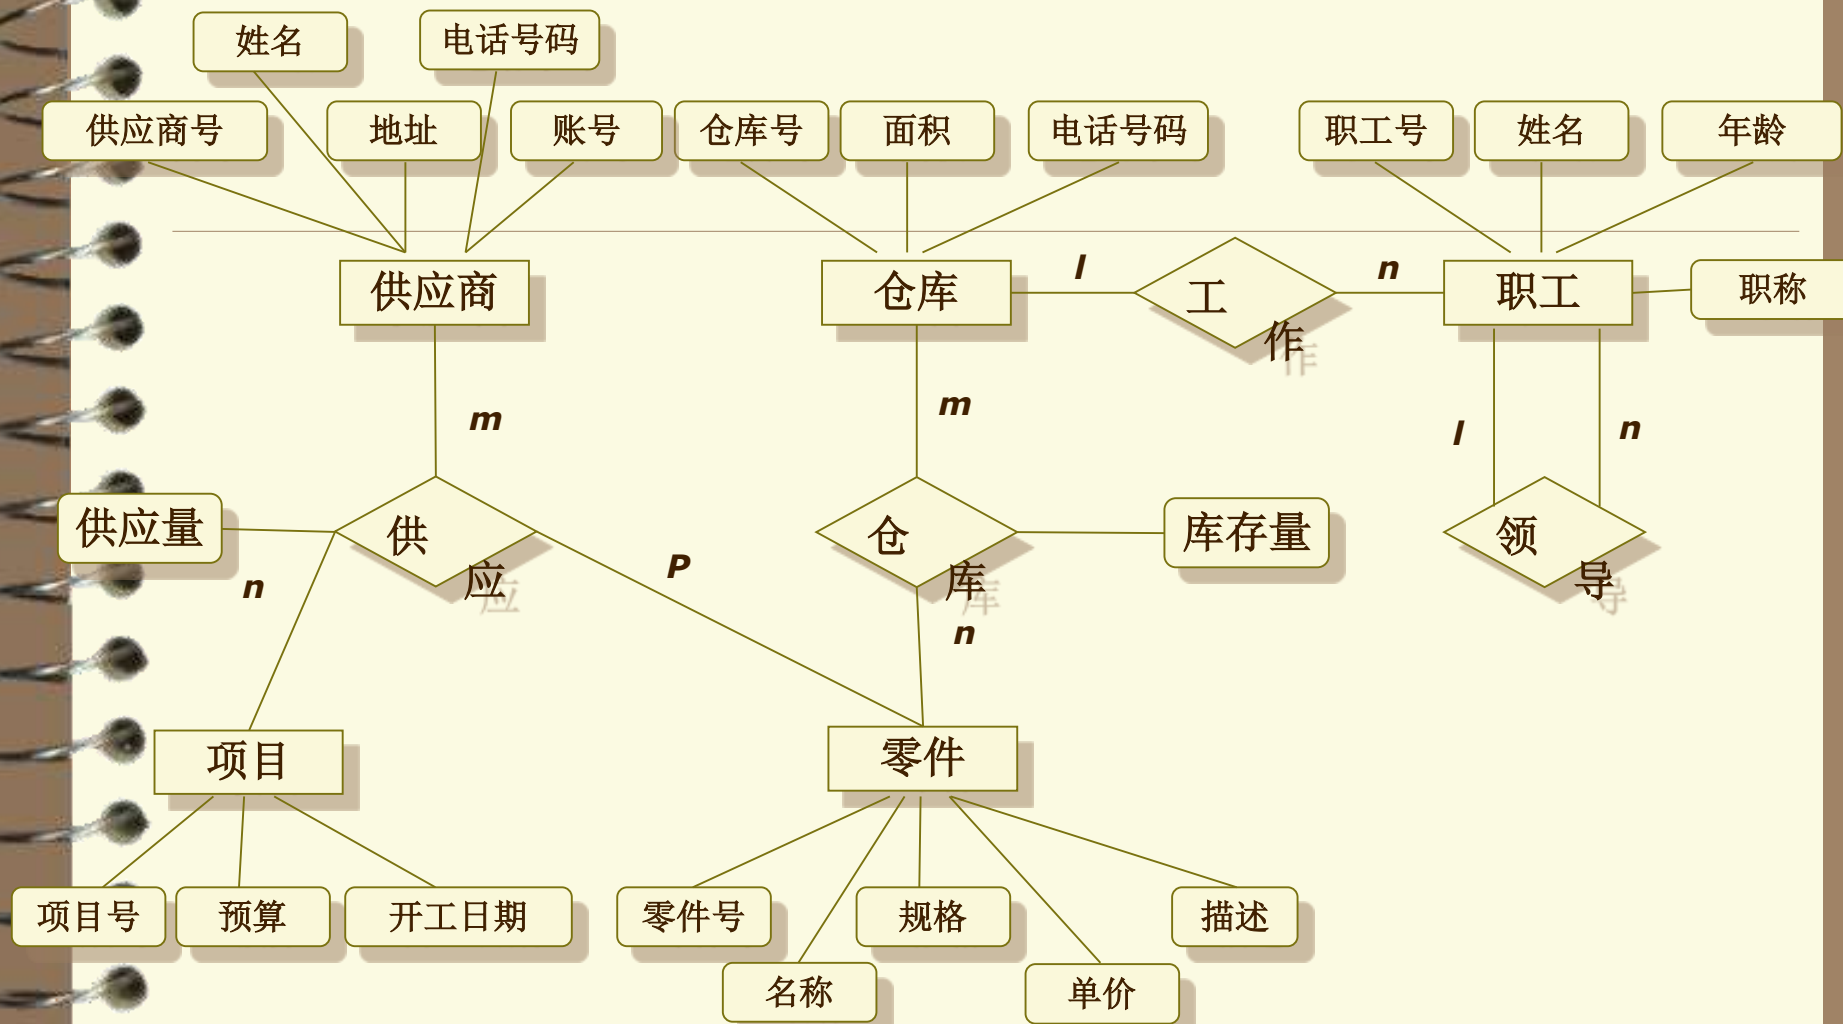 姓名
电话号码
供应商号
地址
账号
仓库号
面积
电话号码
职工号
姓名
年龄
供应商
仓库
l
工
作
n
职工
职称
m
m
l
n
供应量
供
应
仓
库
库存量
领
导
n
P
n
项目
零件
项目号
预算
开工日期
零件号
规格
描述
名称
单价